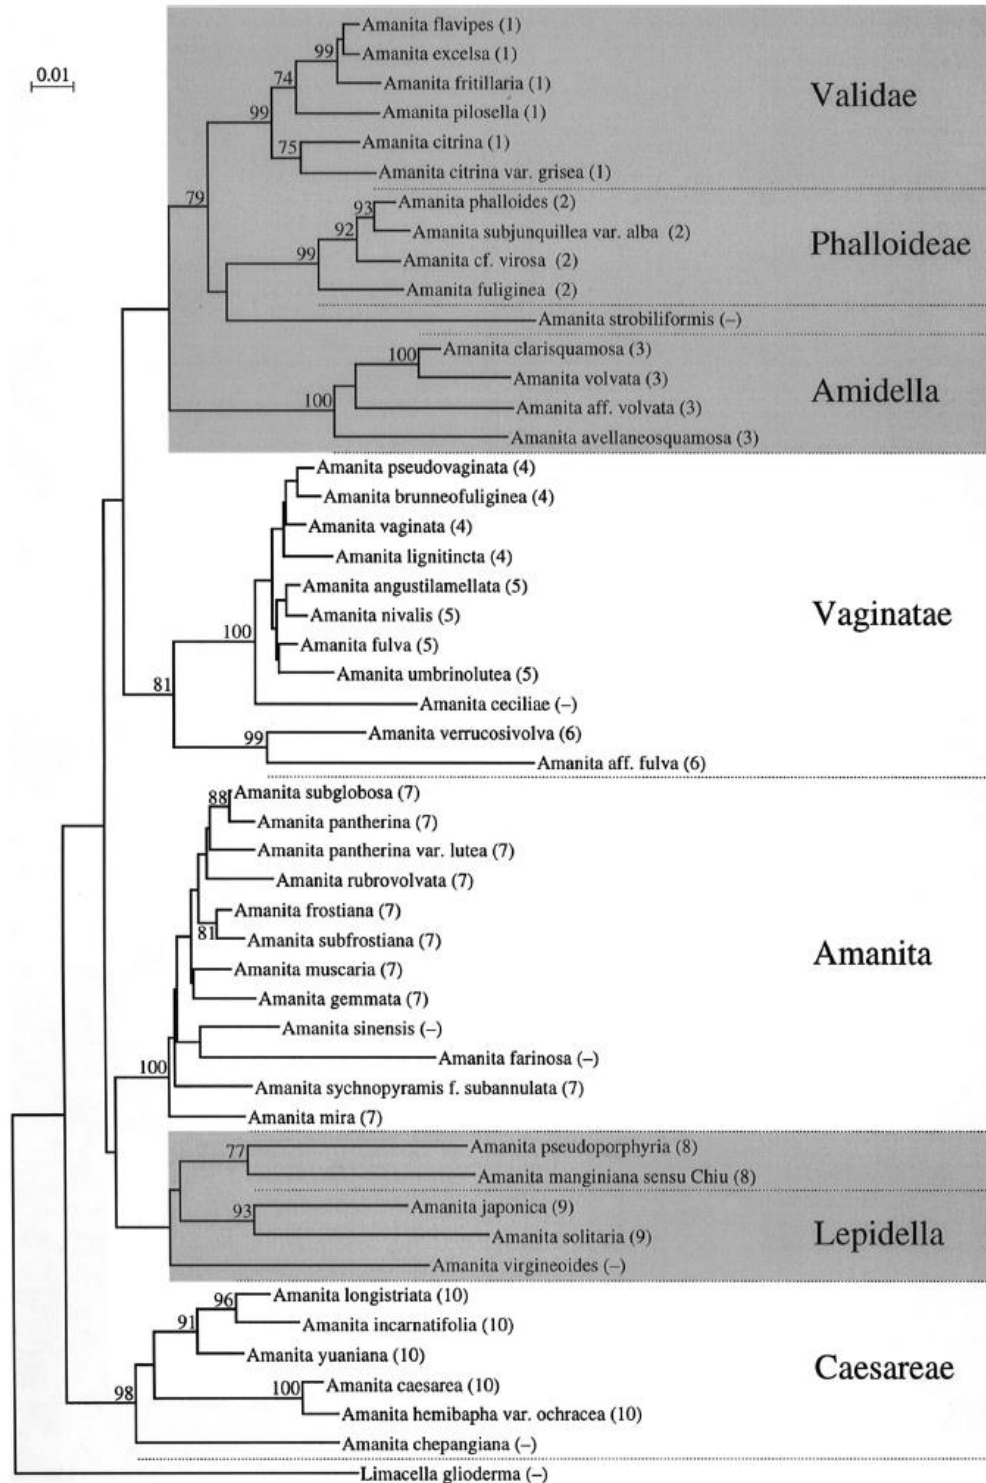 0.01
Amanita flavipes (1)
99
Amanita excelsa (1)
74
Amanita fritillaria (1)
Validae
99
Amanita pilosella (1)
Amanita citrina (1)
75
Amanita citrina var. grisea (1)
79
93
Amanita phalloides (2)
92
Amanita subjunquillea var. alba (2)
Phalloideae
99
Amanita cf. virosa (2)
Amanita fuliginea (2)
Amanita strobiliformis (–)
100
Amanita clarisquamosa (3)
Amanita volvata (3)
Amidella
100
Amanita aff. volvata (3)
Amanita avellaneosquamosa (3)
Amanita pseudovaginata (4)
Amanita brunneofuliginea (4)
Amanita vaginata (4)
Amanita lignitincta (4)
Amanita angustilamellata (5)
Vaginatae
Amanita nivalis (5)
100
Amanita fulva (5)
Amanita umbrinolutea (5)
81
Amanita ceciliae (–)
99
Amanita verrucosivolva (6)
Amanita aff. fulva (6)
88
Amanita subglobosa (7)
Amanita pantherina (7)
Amanita pantherina var. lutea (7)
Amanita rubrovolvata (7)
Amanita frostiana (7)
81
Amanita subfrostiana (7)
Amanita
Amanita muscaria (7)
Amanita gemmata (7)
Amanita sinensis (–)
Amanita farinosa (–)
100
Amanita sychnopyramis f. subannulata (7)
Amanita mira (7)
77
Amanita pseudoporphyria (8)
Amanita manginiana sensu Chiu (8)
93
Amanita japonica (9)
Amanita solitaria (9)
Lepidella
Amanita virgineoides (–)
96
Amanita longistriata (10)
91
Amanita incarnatifolia (10)
Amanita yuaniana (10)
Caesareae
98
100
Amanita caesarea (10)
Amanita hemibapha var. ochracea (10)
Amanita chepangiana (–)
Limacella glioderma (–)